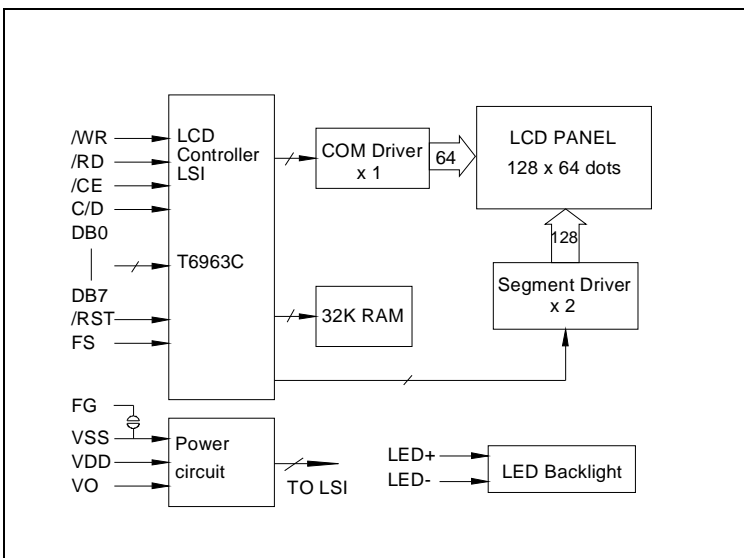 /WR
/RD
/CE
C/D
DB0
DB7
/RST
FS
LCD
Controller
LSI
T6963C
COM Driver
x 1
64
LCD PANEL
128 x 64 dots
128
Segment Driver
x 2
32K RAM
FG
VSS
VDD
VO
Power
circuit
TO LSI
LED+
LED-
LED Backlight